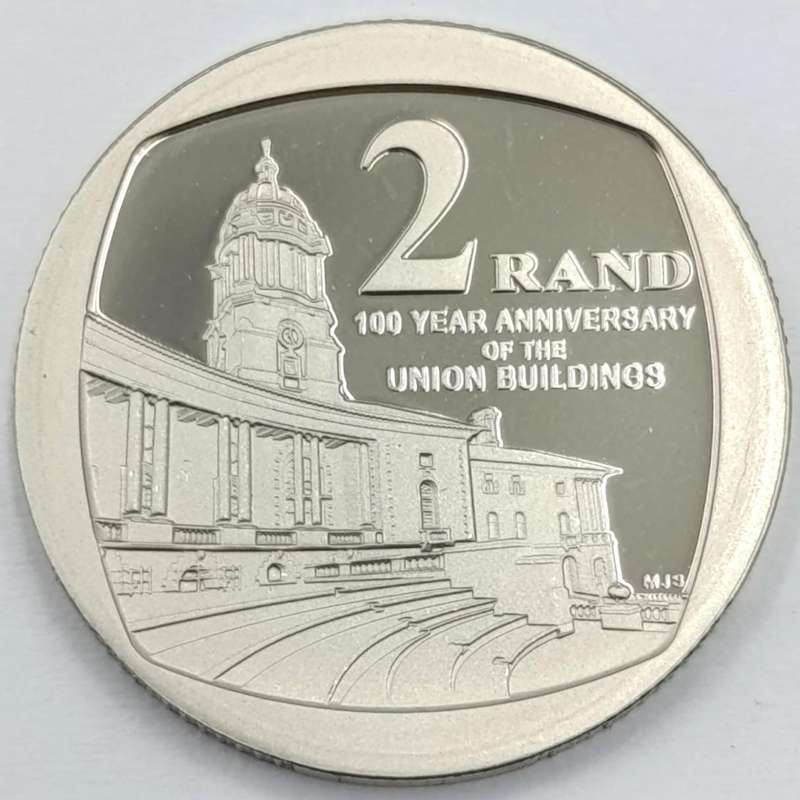 2 RAND
100 YEAR ANNIVERSARY
OF THE
UNION BUILDINGS
MJS